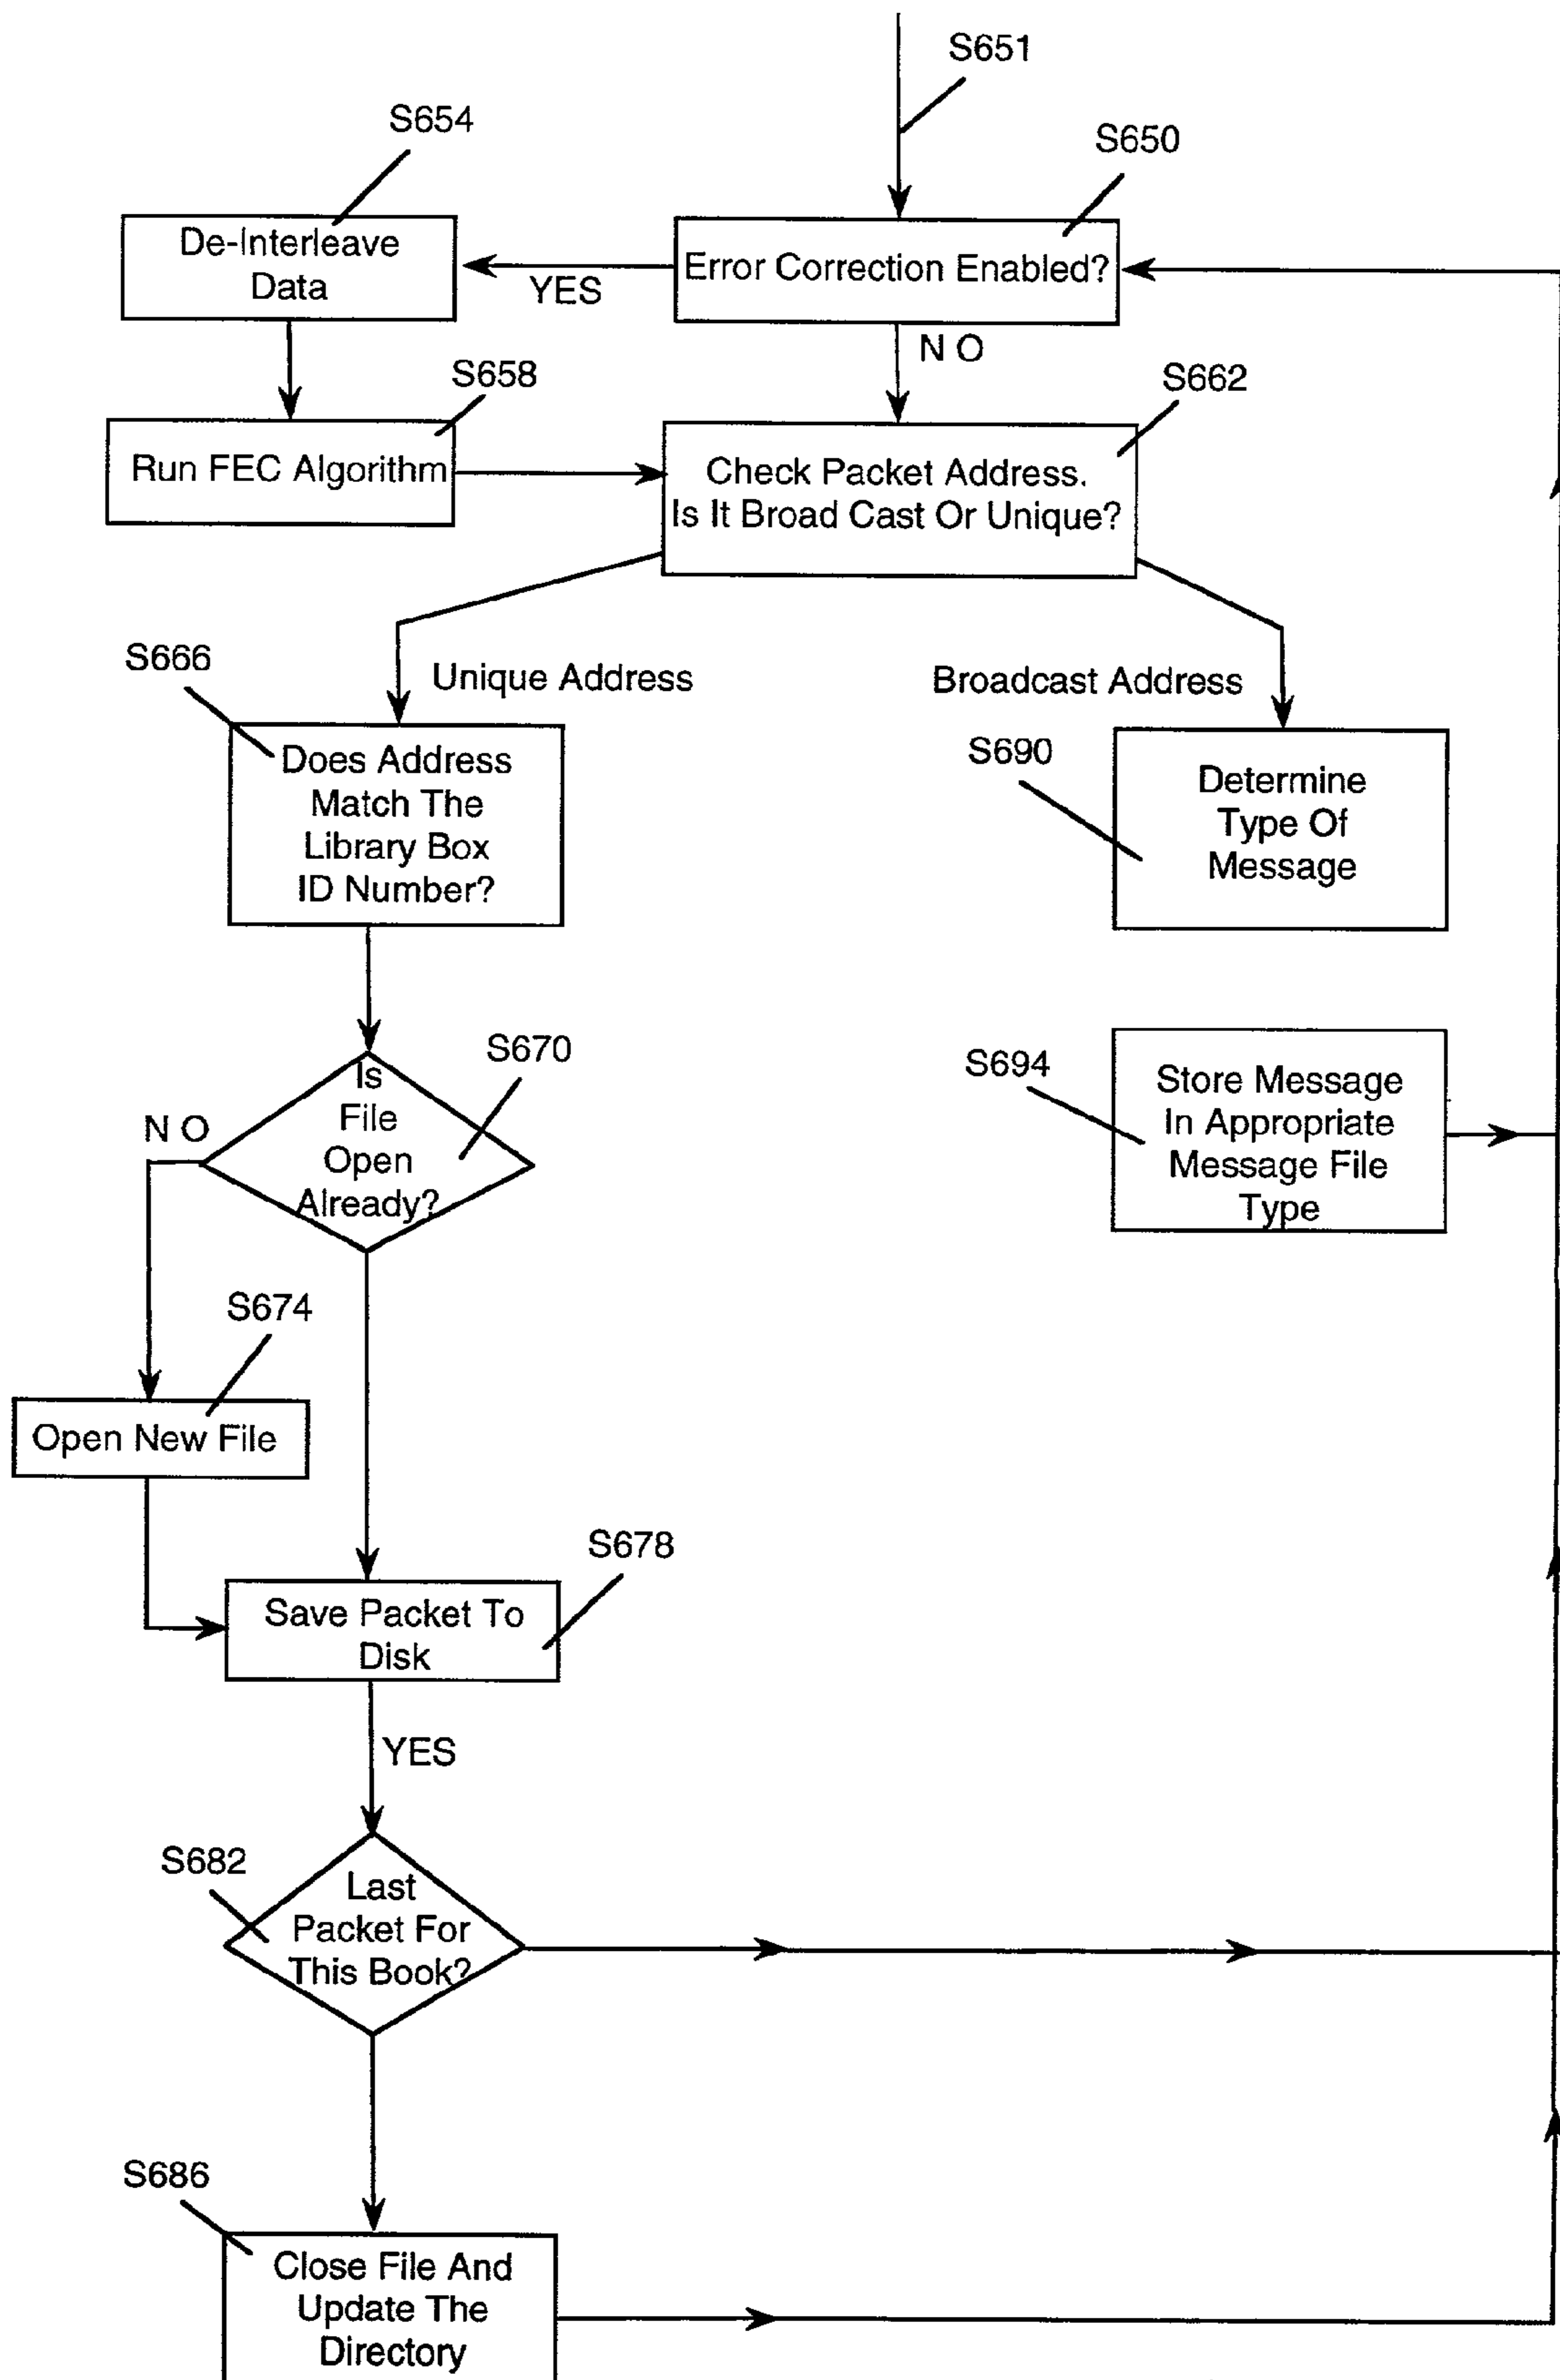 S651
S654
S650
De-Interleave
Data
YES
Error Correction Enabled?
N O
S658
S662
Run FEC Algorithm
Check Packet Address.
Is It Broad Cast Or Unique?
S666
Unique Address
Broadcast Address
Does Address
Match The
Library Box
ID Number?
S690
Determine
Type Of
Message
S670
Is
File
Open
Already?
N O
S694
Store Message
In Appropriate
Message File
Type
S674
Open New File
S678
Save Packet To
Disk
YES
S682
Last
Packet For
This Book?
S686
Close File And
Update The
Directory